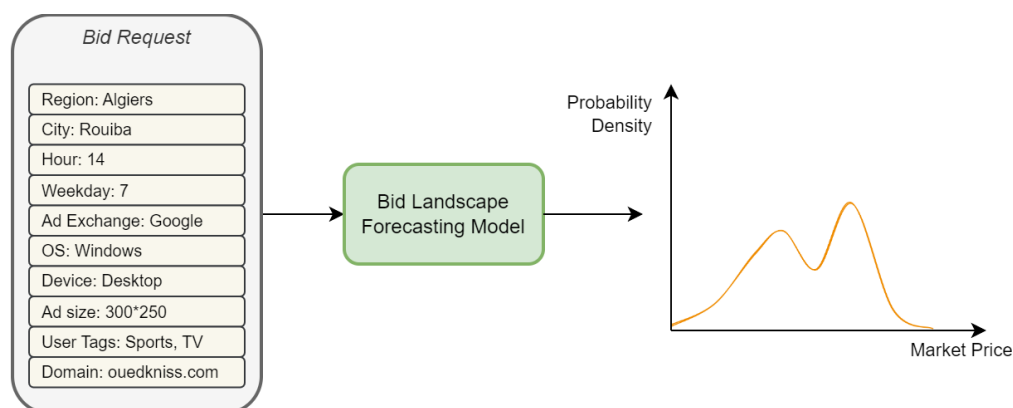 Bid Request
Region: Algiers
City: Rouiba
Hour: 14
Weekday: 7
Ad Exchange: Google
OS: Windows
Device: Desktop
Ad size: 300*250
User Tags: Sports, TV
Domain: ouedkniss.com
Bid Landscape
Forecasting Model
Probability
Density
Market Price